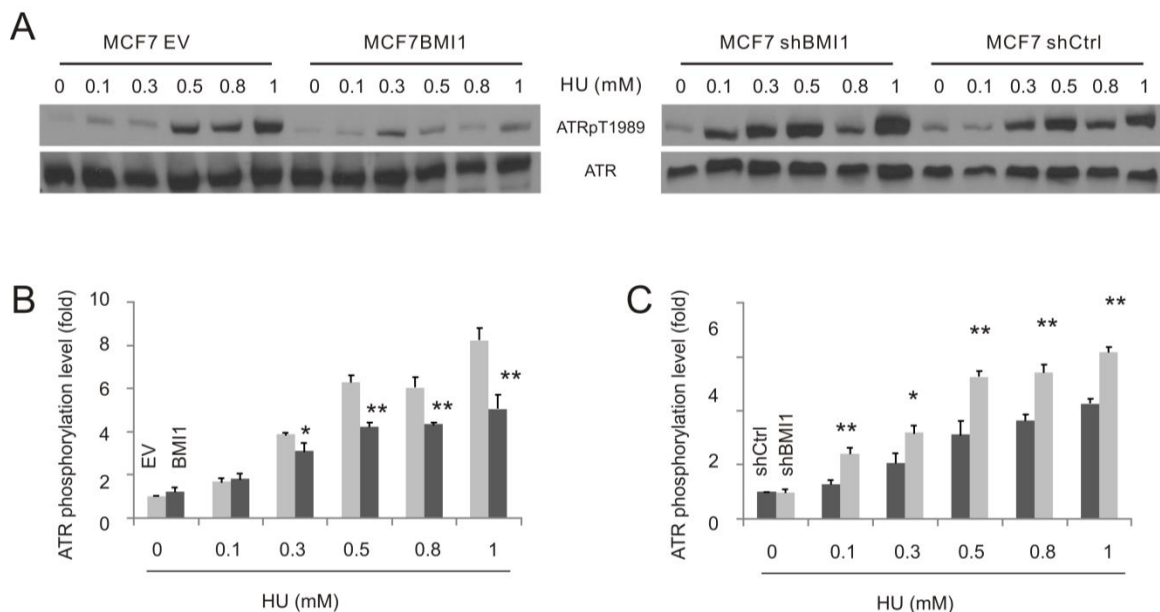 A
MCF7 EV MCF7BMI1 MCF7 shBMI1 MCF7 shCtrl
0 0.1 0.3 0.5 0.8 1 0 0.1 0.3 0.5 0.8 1 HU (mM) 0 0.1 0.3 0.5 0.8 1 0 0.1 0.3 0.5 0.8 1
ATRpT1989
ATR
B
ATR phosphorylation level (fold)
10
8
6
4
2
0
EV
BMI1
*
**
**
**
0 0.1 0.3 0.5 0.8 1
HU (mM)
C
ATR phosphorylation level (fold)
6
4
2
0
shCtrl
shBMI1
**
*
**
**
**
0 0.1 0.3 0.5 0.8 1
HU (mM)